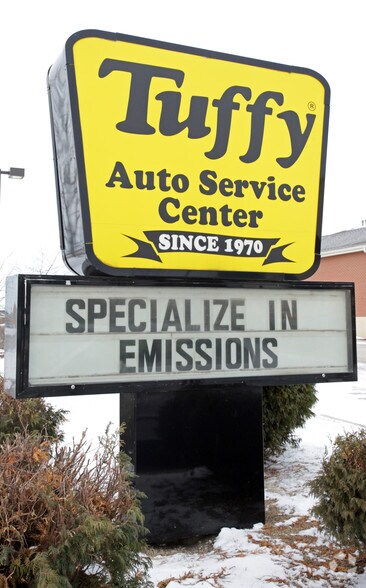 Tuffy®
Auto Service
Center
SINCE 1970
SPECIALIZE IN
EMISSIONS